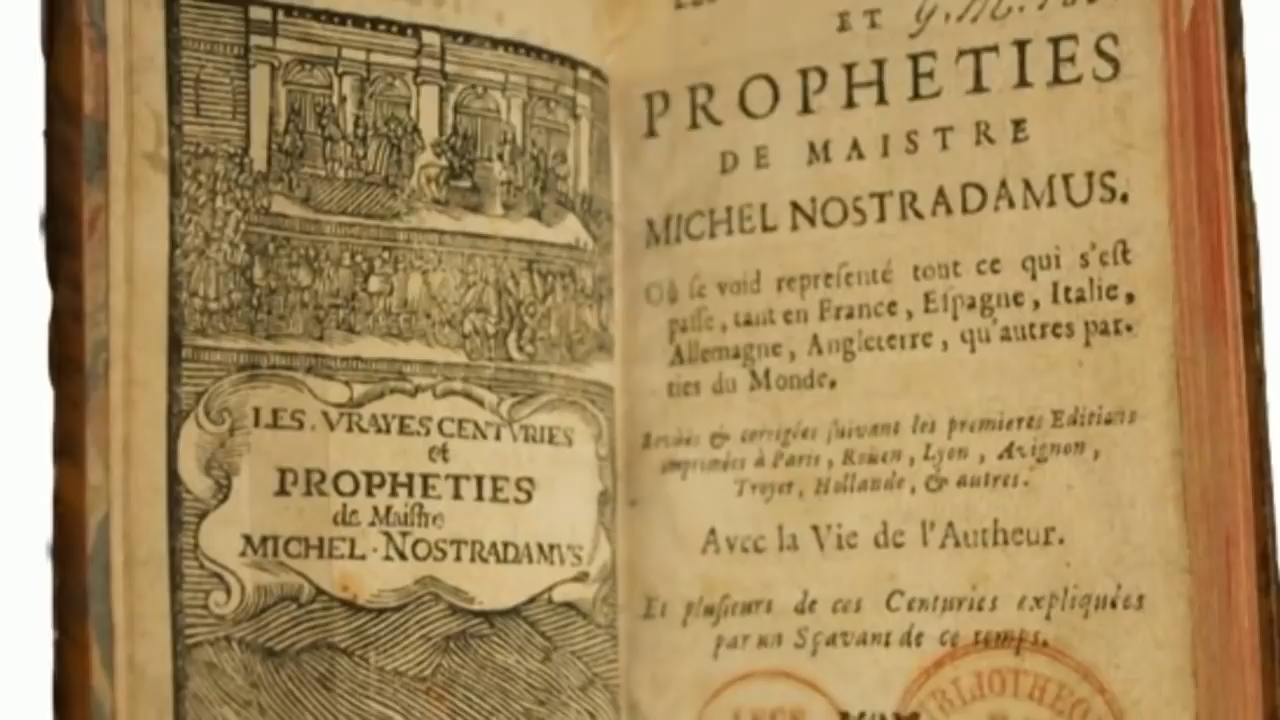 LES . VRAYES CENTVRIES
et
PROPHETIES
de Maiſtre
MICHEL · NOSTRADAMVS
ET
PROPHETIES
DE MAISTRE
MICHEL NOSTRADAMUS.
Où ſe void repreſenté tout ce qui s'eſt
paſſe, tant en France, Eſpagne, Italie,
Allemagne, Angleterre, qu'autres par-
ties du Monde.
Reveües & corrigées ſuivant les premieres Editions
imprimées à Paris, Roüen, Lyon, Avignon,
Troyes, Hollande, & autres.
Avec la Vie de l'Autheur.
Et pluſieurs de ces Centuries expliquées
par un Sçavant de ce temps.